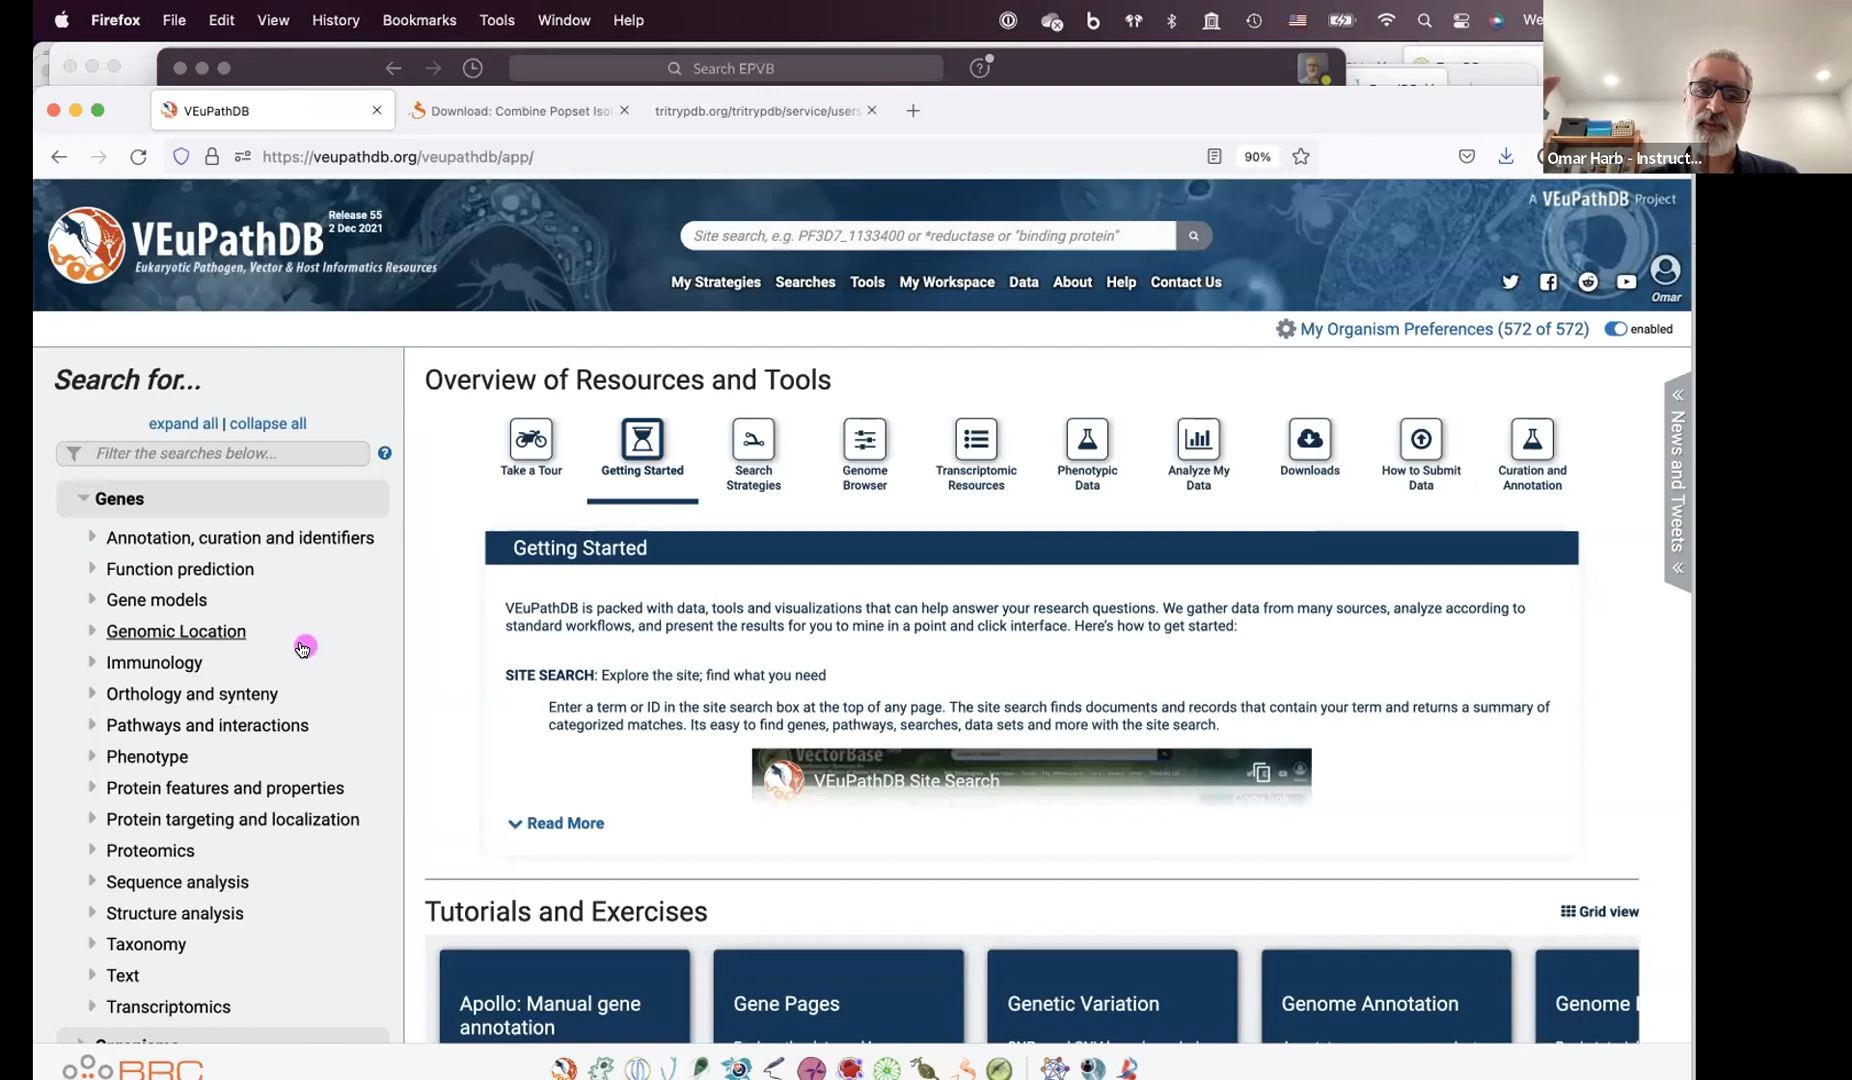 Firefox File Edit View History Bookmarks Tools Window Help We
Search EPVB
VEuPathDB
Download: Combine Popset Isol
tritrypdb.org/tritrypdb/service/users
https://veupathdb.org/veupathdb/app/
90%
Omar Harb - Instruct...
VEuPathDB
Release 55
2 Dec 2021
Eukaryotic Pathogen, Vector & Host Informatics Resources
Site search, e.g. PF3D7_1133400 or *reductase or "binding protein"
A VEuPathDB Project
My Strategies Searches Tools My Workspace Data About Help Contact Us
Omar
My Organism Preferences (572 of 572) enabled
Search for...
expand all | collapse all
Filter the searches below...
Genes
Annotation, curation and identifiers
Function prediction
Gene models
Genomic Location
Immunology
Orthology and synteny
Pathways and interactions
Phenotype
Protein features and properties
Protein targeting and localization
Proteomics
Sequence analysis
Structure analysis
Taxonomy
Text
Transcriptomics
Overview of Resources and Tools
Take a Tour
Getting Started
Search
Strategies
Genome
Browser
Transcriptomic
Resources
Phenotypic
Data
Analyze My
Data
Downloads
How to Submit
Data
Curation and
Annotation
News and Tweets
Getting Started
VEuPathDB is packed with data, tools and visualizations that can help answer your research questions. We gather data from many sources, analyze according to
standard workflows, and present the results for you to mine in a point and click interface. Here's how to get started:
SITE SEARCH: Explore the site; find what you need
Enter a term or ID in the site search box at the top of any page. The site search finds documents and records that contain your term and returns a summary of
categorized matches. Its easy to find genes, pathways, searches, data sets and more with the site search.
VectorBase
VEuPathDB Site Search
Read More
Tutorials and Exercises
Grid view
Apollo: Manual gene
annotation
Gene Pages
Genetic Variation
Genome Annotation
Genome
BRC